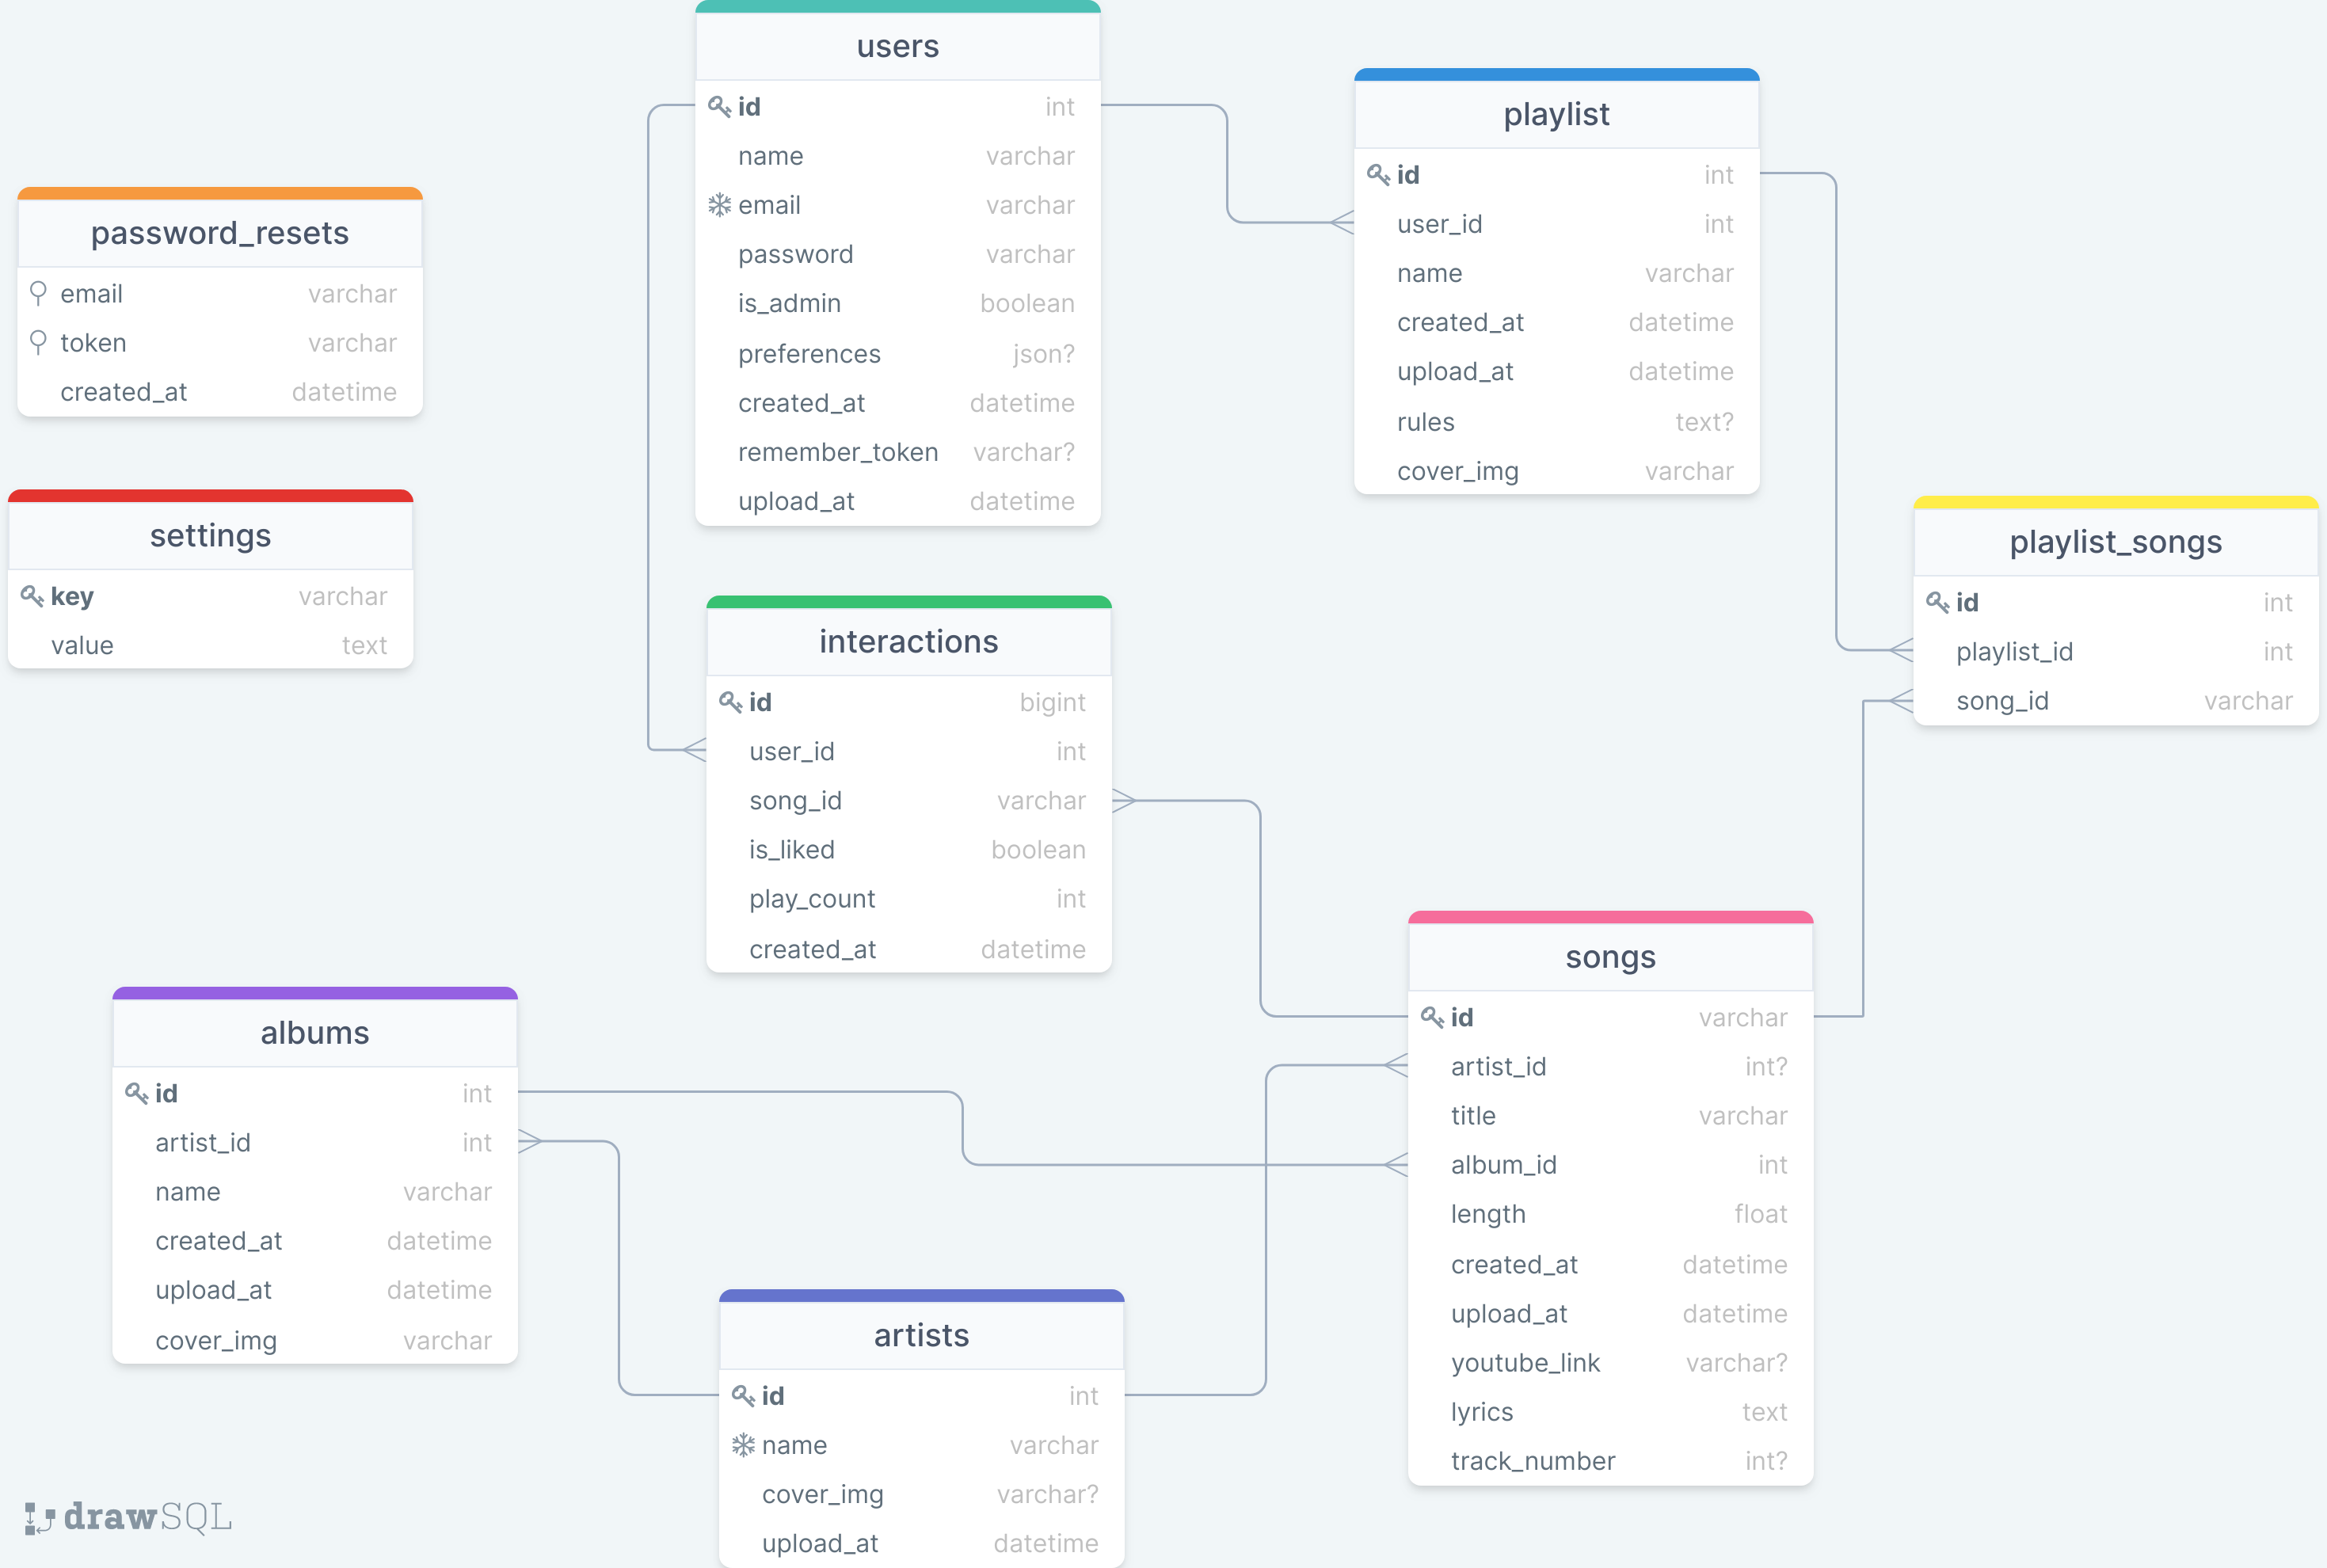 users
id int
name varchar
email varchar
password varchar
is_admin boolean
preferences json?
created_at datetime
remember_token varchar?
upload_at datetime
playlist
id int
user_id int
name varchar
created_at datetime
upload_at datetime
rules text?
cover_img varchar
password_resets
email varchar
token varchar
created_at datetime
settings
key varchar
value text
playlist_songs
id int
playlist_id int
song_id varchar
interactions
id bigint
user_id int
song_id varchar
is_liked boolean
play_count int
created_at datetime
songs
id varchar
artist_id int?
title varchar
album_id int
length float
created_at datetime
upload_at datetime
youtube_link varchar?
lyrics text
track_number int?
albums
id int
artist_id int
name varchar
created_at datetime
upload_at datetime
cover_img varchar
artists
id int
name varchar
cover_img varchar?
upload_at datetime
drawSQL